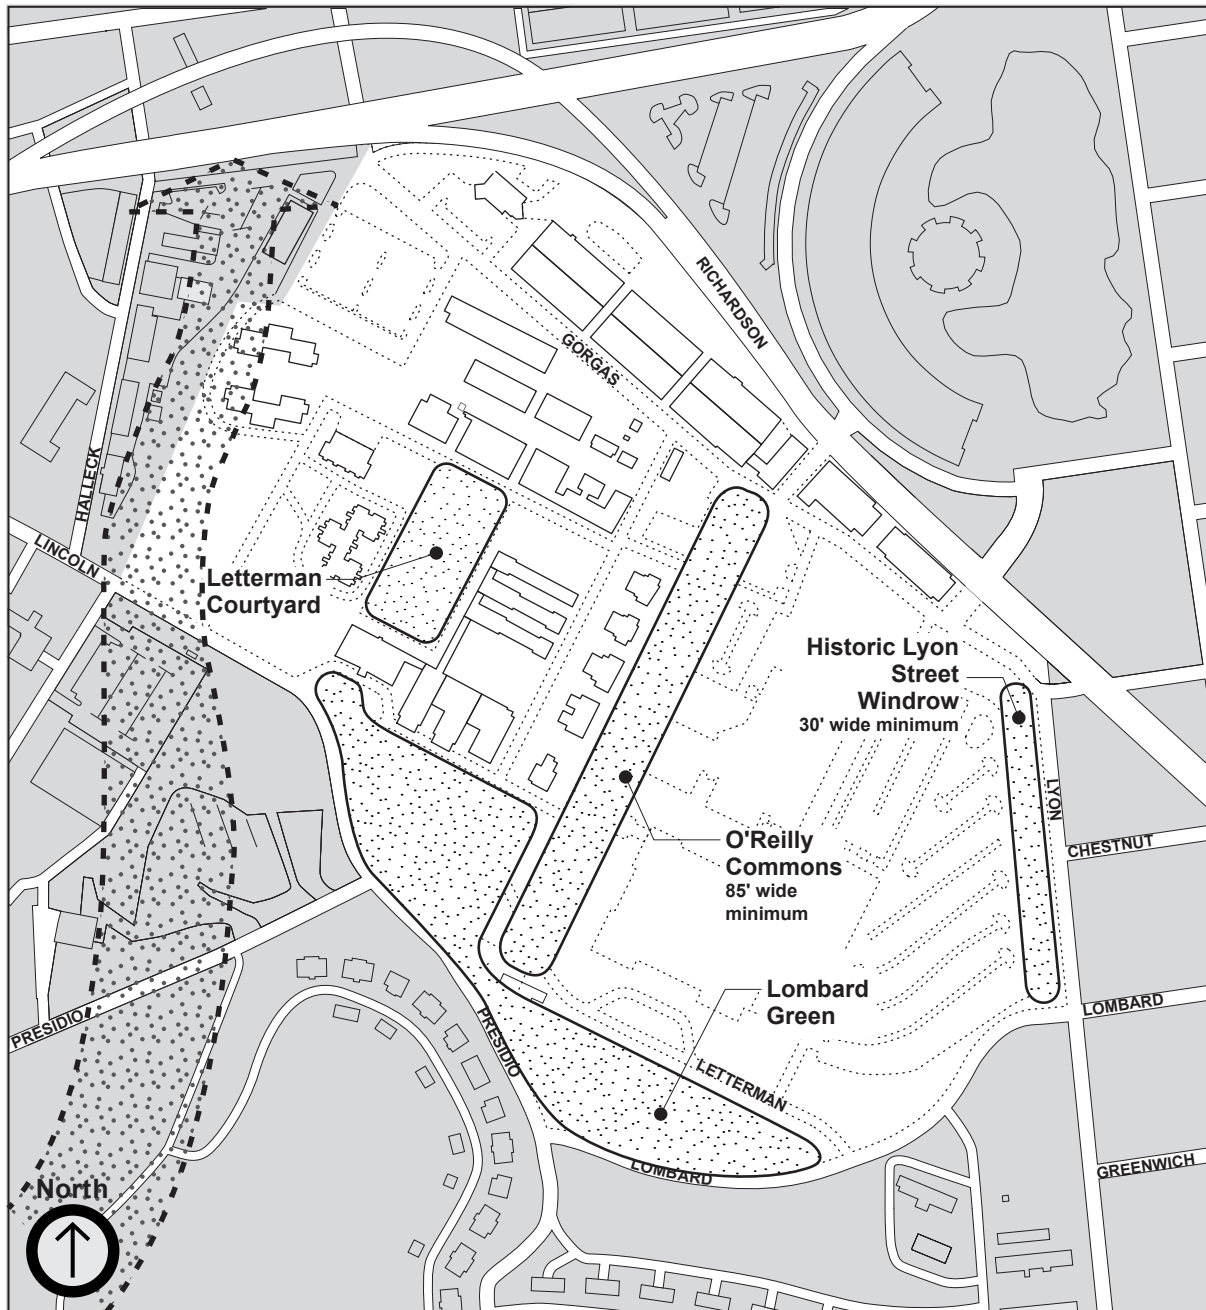 RICHARDSON
GORGAS
HALLECK
LINCOLN
Letterman
Courtyard
Historic Lyon
Street
Windrow
30' wide minimum
LYON
CHESTNUT
O'Reilly
Commons
85' wide
minimum
Lombard
Green
LOMBARD
PRESIDIO
PRESIDIO
LETTERMAN
LOMBARD
GREENWICH
North